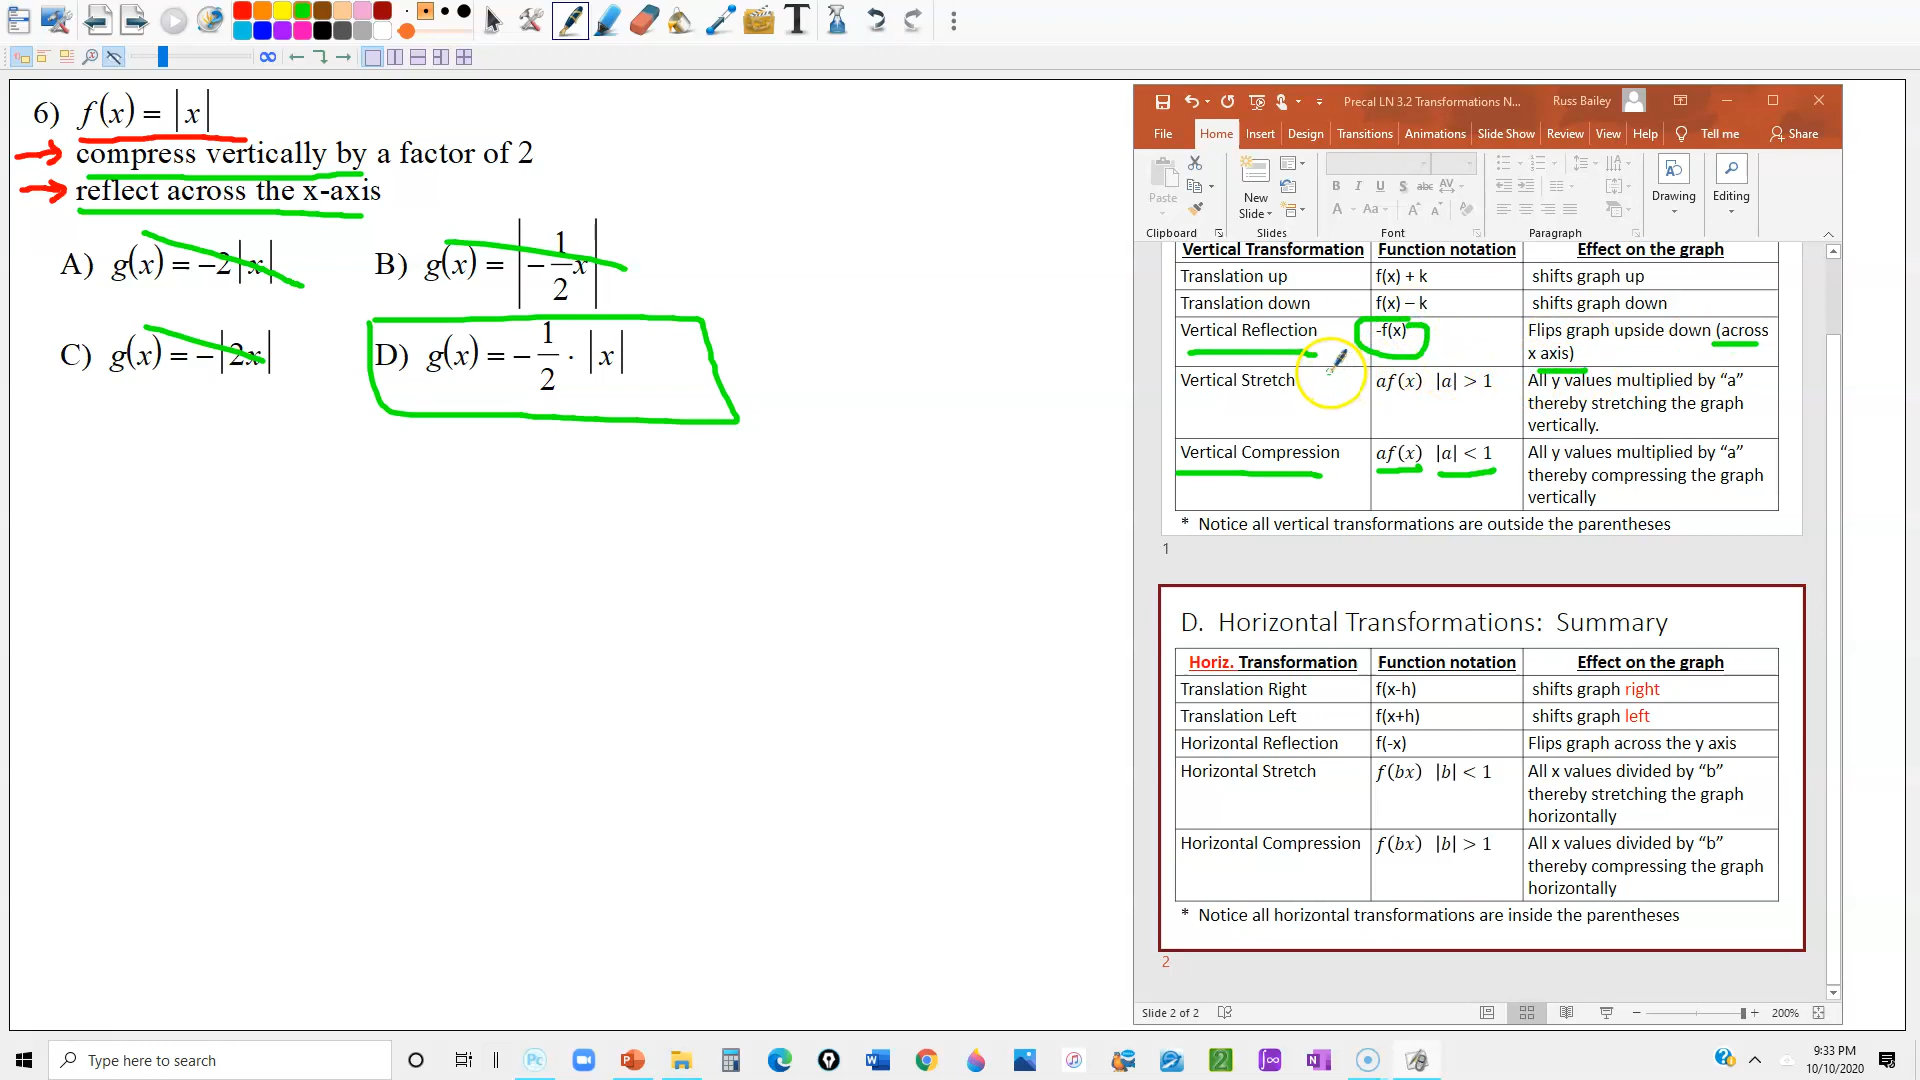 6) f(x) = |x|
compress vertically by a factor of 2
reflect across the x-axis
A) g(x) = −2|x|
B) g(x) = |−1/2 x|
C) g(x) = −|2x|
D) g(x) = −1/2 · |x|
Precal LN 3.2 Transformations N...
Russ Bailey
File Home Insert Design Transitions Animations Slide Show Review View Help Tell me Share
Paste
New Slide
Drawing
Editing
Clipboard Slides Font Paragraph
Vertical Transformation Function notation Effect on the graph
Translation up f(x) + k shifts graph up
Translation down f(x) – k shifts graph down
Vertical Reflection -f(x) Flips graph upside down (across
x axis)
Vertical Stretch af(x) |a| > 1 All y values multiplied by “a”
thereby stretching the graph
vertically.
Vertical Compression af(x) |a| < 1 All y values multiplied by “a”
thereby compressing the graph
vertically
* Notice all vertical transformations are outside the parentheses
1
D. Horizontal Transformations: Summary
Horiz. Transformation Function notation Effect on the graph
Translation Right f(x-h) shifts graph right
Translation Left f(x+h) shifts graph left
Horizontal Reflection f(-x) Flips graph across the y axis
Horizontal Stretch f(bx) |b| < 1 All x values divided by “b”
thereby stretching the graph
horizontally
Horizontal Compression f(bx) |b| > 1 All x values divided by “b”
thereby compressing the graph
horizontally
* Notice all horizontal transformations are inside the parentheses
2
Slide 2 of 2
200%
Type here to search
9:33 PM
10/10/2020